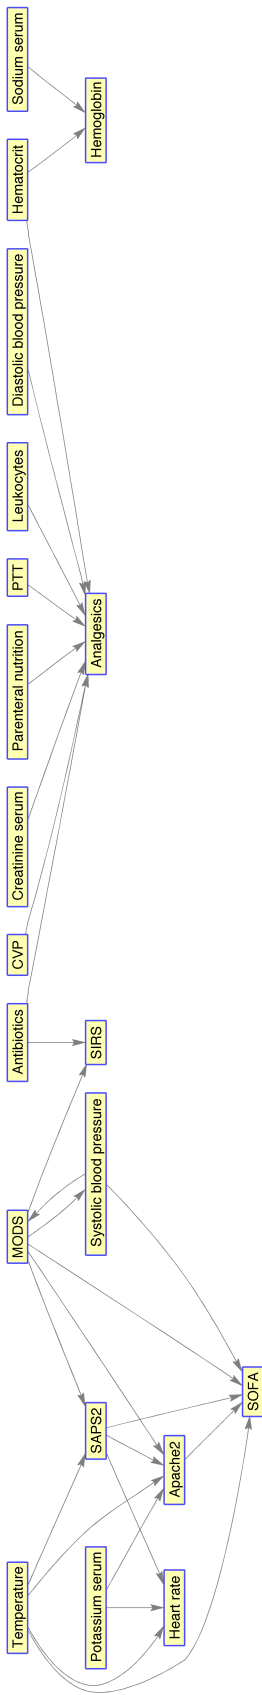 Sodium serum
Hemoglobin
Hematocrit
Diastolic blood pressure
Leukocytes
PTT
Analgesics
Parenteral nutrition
Creatinine serum
CVP
Antibiotics
SIRS
Systolic blood pressure
MODS
SOFA
SAPS2
Apache2
Temperature
Potassium serum
Heart rate